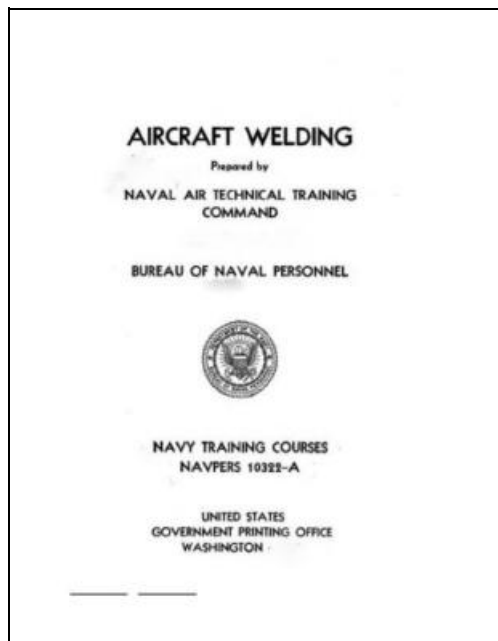 AIRCRAFT WELDING
Prepared by
NAVAL AIR TECHNICAL TRAINING
COMMAND
BUREAU OF NAVAL PERSONNEL
NAVY TRAINING COURSES
NAVPERS 10322-A
UNITED STATES
GOVERNMENT PRINTING OFFICE
WASHINGTON